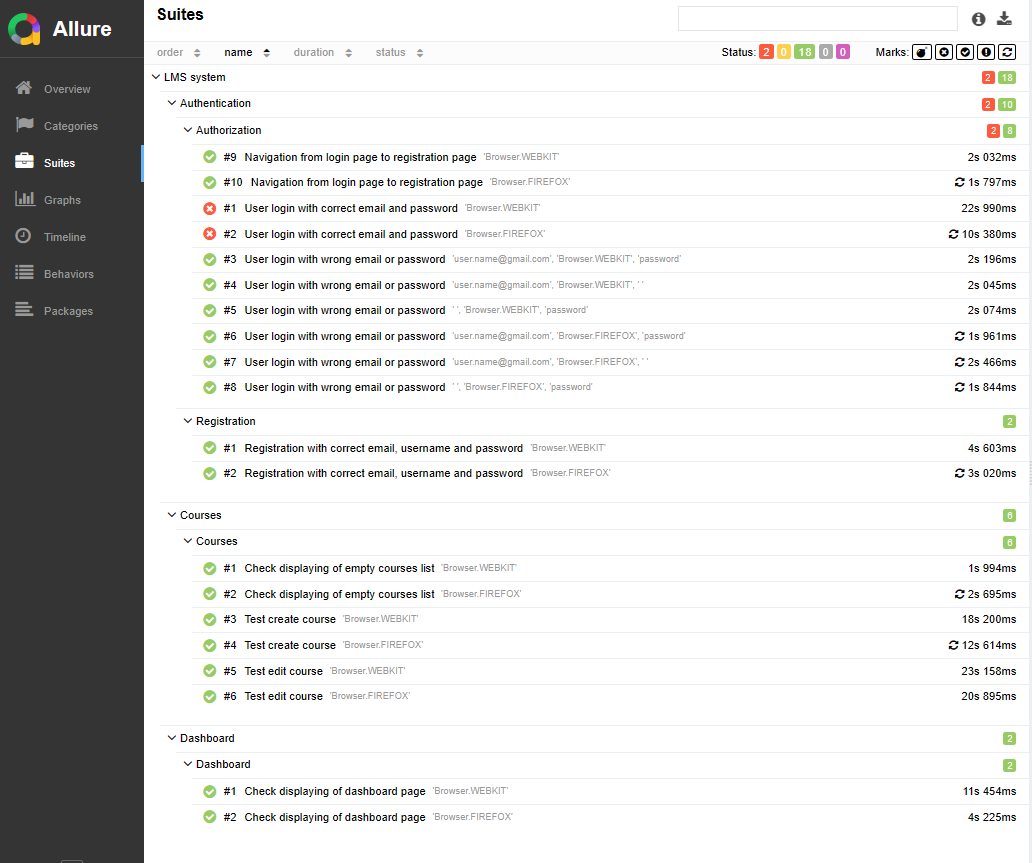 Allure
Overview
Categories
Suites
Graphs
Timeline
Behaviors
Packages
Suites
order name duration status Status: 2 0 18 0 0 Marks:
LMS system 2 18
Authentication 2 10
Authorization 2 8
#9 Navigation from login page to registration page 'Browser.WEBKIT' 2s 032ms
#10 Navigation from login page to registration page 'Browser.FIREFOX' 1s 797ms
#1 User login with correct email and password 'Browser.WEBKIT' 22s 990ms
#2 User login with correct email and password 'Browser.FIREFOX' 10s 380ms
#3 User login with wrong email or password 'user.name@gmail.com', 'Browser.WEBKIT', 'password' 2s 196ms
#4 User login with wrong email or password 'user.name@gmail.com', 'Browser.WEBKIT', ' ' 2s 045ms
#5 User login with wrong email or password ' ', 'Browser.WEBKIT', 'password' 2s 074ms
#6 User login with wrong email or password 'user.name@gmail.com', 'Browser.FIREFOX', 'password' 1s 961ms
#7 User login with wrong email or password 'user.name@gmail.com', 'Browser.FIREFOX', ' ' 2s 466ms
#8 User login with wrong email or password ' ', 'Browser.FIREFOX', 'password' 1s 844ms
Registration 2
#1 Registration with correct email, username and password 'Browser.WEBKIT' 4s 603ms
#2 Registration with correct email, username and password 'Browser.FIREFOX' 3s 020ms
Courses 6
Courses 6
#1 Check displaying of empty courses list 'Browser.WEBKIT' 1s 994ms
#2 Check displaying of empty courses list 'Browser.FIREFOX' 2s 695ms
#3 Test create course 'Browser.WEBKIT' 18s 200ms
#4 Test create course 'Browser.FIREFOX' 12s 614ms
#5 Test edit course 'Browser.WEBKIT' 23s 158ms
#6 Test edit course 'Browser.FIREFOX' 20s 895ms
Dashboard 2
Dashboard 2
#1 Check displaying of dashboard page 'Browser.WEBKIT' 11s 454ms
#2 Check displaying of dashboard page 'Browser.FIREFOX' 4s 225ms